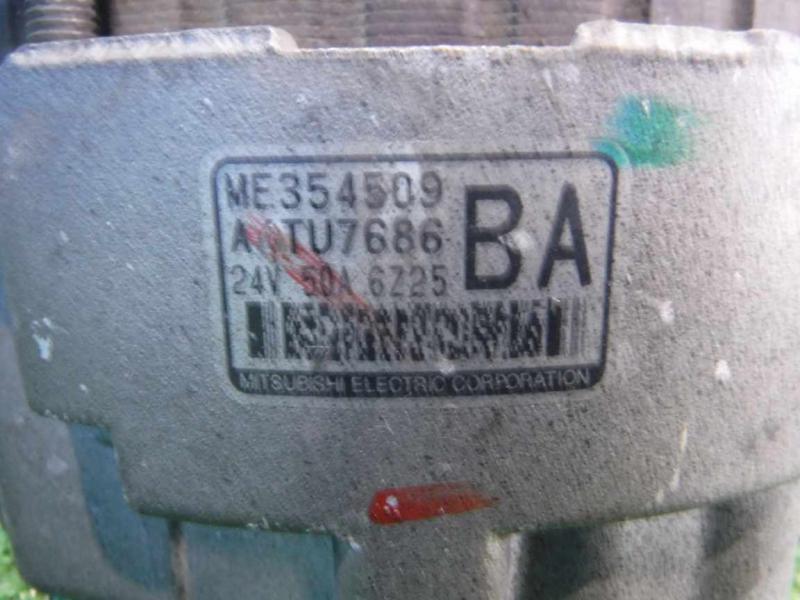 ME354509
A4TU7686
24V 50A 6Z25
BA
MITSUBISHI ELECTRIC CORPORATION